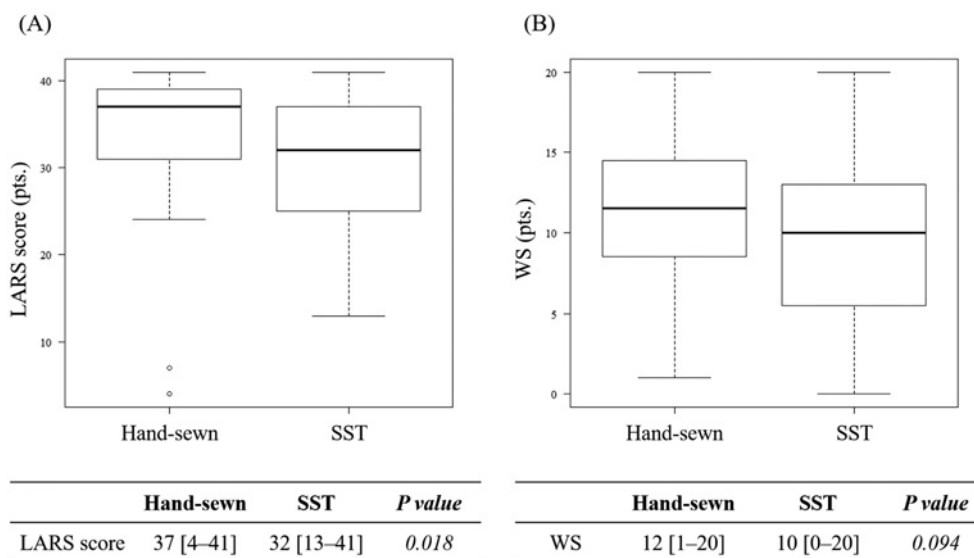 (A)
LARS score (pts.)
40
30
20
10
Hand-sewn SST
Hand-sewn SST P value
LARS score 37 [4–41] 32 [13–41] 0.018
(B)
WS (pts.)
20
15
10
5
0
Hand-sewn SST
Hand-sewn SST P value
WS 12 [1–20] 10 [0–20] 0.094